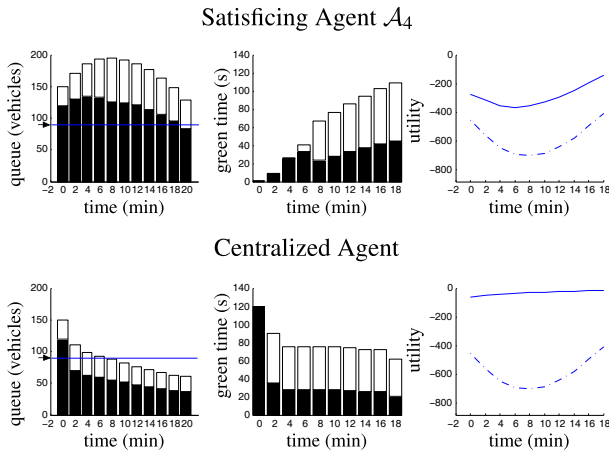 Satisficing Agent 𝒜4
200
150
100
50
0
−2 0 2 4 6 8 10 12 14 16 18 20
queue (vehicles)
time (min)
140
120
100
80
60
40
20
0
0 2 4 6 8 10 12 14 16 18
green time (s)
time (min)
0
−200
−400
−600
−800
−2 0 2 4 6 8 10 12 14 16 18
utility
time (min)
Centralized Agent
200
150
100
50
0
−2 0 2 4 6 8 10 12 14 16 18 20
queue (vehicles)
time (min)
140
120
100
80
60
40
20
0
0 2 4 6 8 10 12 14 16 18
green time (s)
time (min)
0
−200
−400
−600
−800
−2 0 2 4 6 8 10 12 14 16 18
utility
time (min)